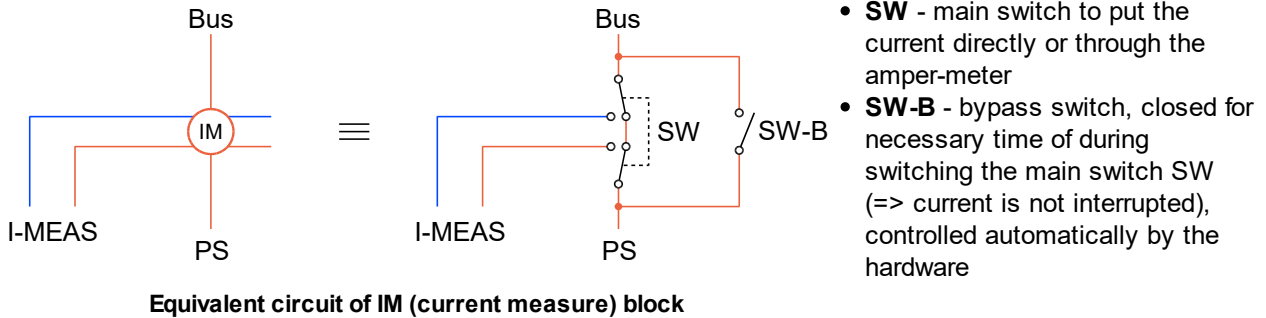 Bus
IM
I-MEAS
PS
Bus
SW
SW-B
I-MEAS
PS
Equivalent circuit of IM (current measure) block
• SW - main switch to put the
current directly or through the
amper-meter
• SW-B - bypass switch, closed for
necessary time of during
switching the main switch SW
(=> current is not interrupted),
controlled automatically by the
hardware